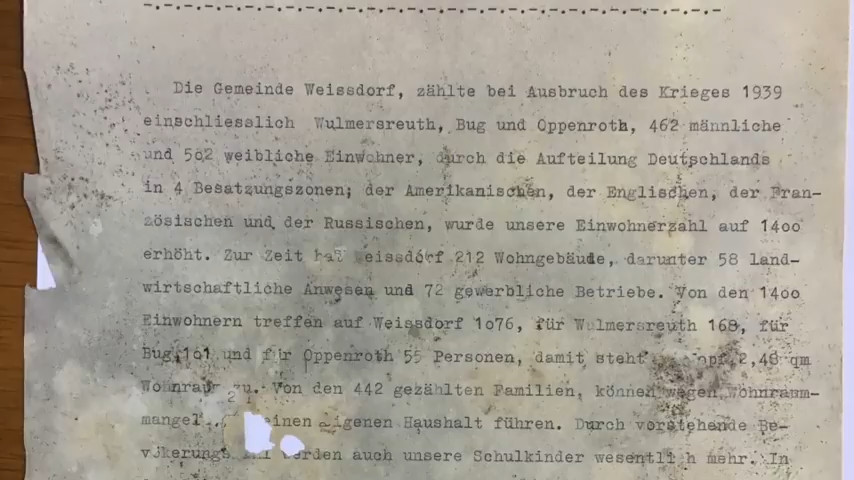 Die Gemeinde Weissdorf, zählte bei Ausbruch des Krieges 1939
einschliesslich Wulmersreuth, Bug und Oppenroth, 462 männliche
und 5o2 weibliche Einwohner, durch die Aufteilung Deutschlands
in 4 Besatzungszonen; der Amerikanischen, der Englischen, der Fran-
zösischen und der Russischen, wurde unsere Einwohnerzahl auf 14oo
erhöht. Zur Zeit hat Weissdorf 212 Wohngebäude, darunter 58 land-
wirtschaftliche Anwesen und 72 gewerbliche Betriebe. Von den 14oo
Einwohnern treffen auf Weissdorf 1o76, für Wulmersreuth 168, für
Bug 1o1 und für Oppenroth 55 Personen, damit steht 2,48 qm
Wohnraum zu. Von den 442 gezählten Familien, können wegen Wohnraum-
mangel einen eigenen Haushalt führen. Durch vorstehende Be-
völkerungs werden auch unsere Schulkinder wesentlich mehr. In